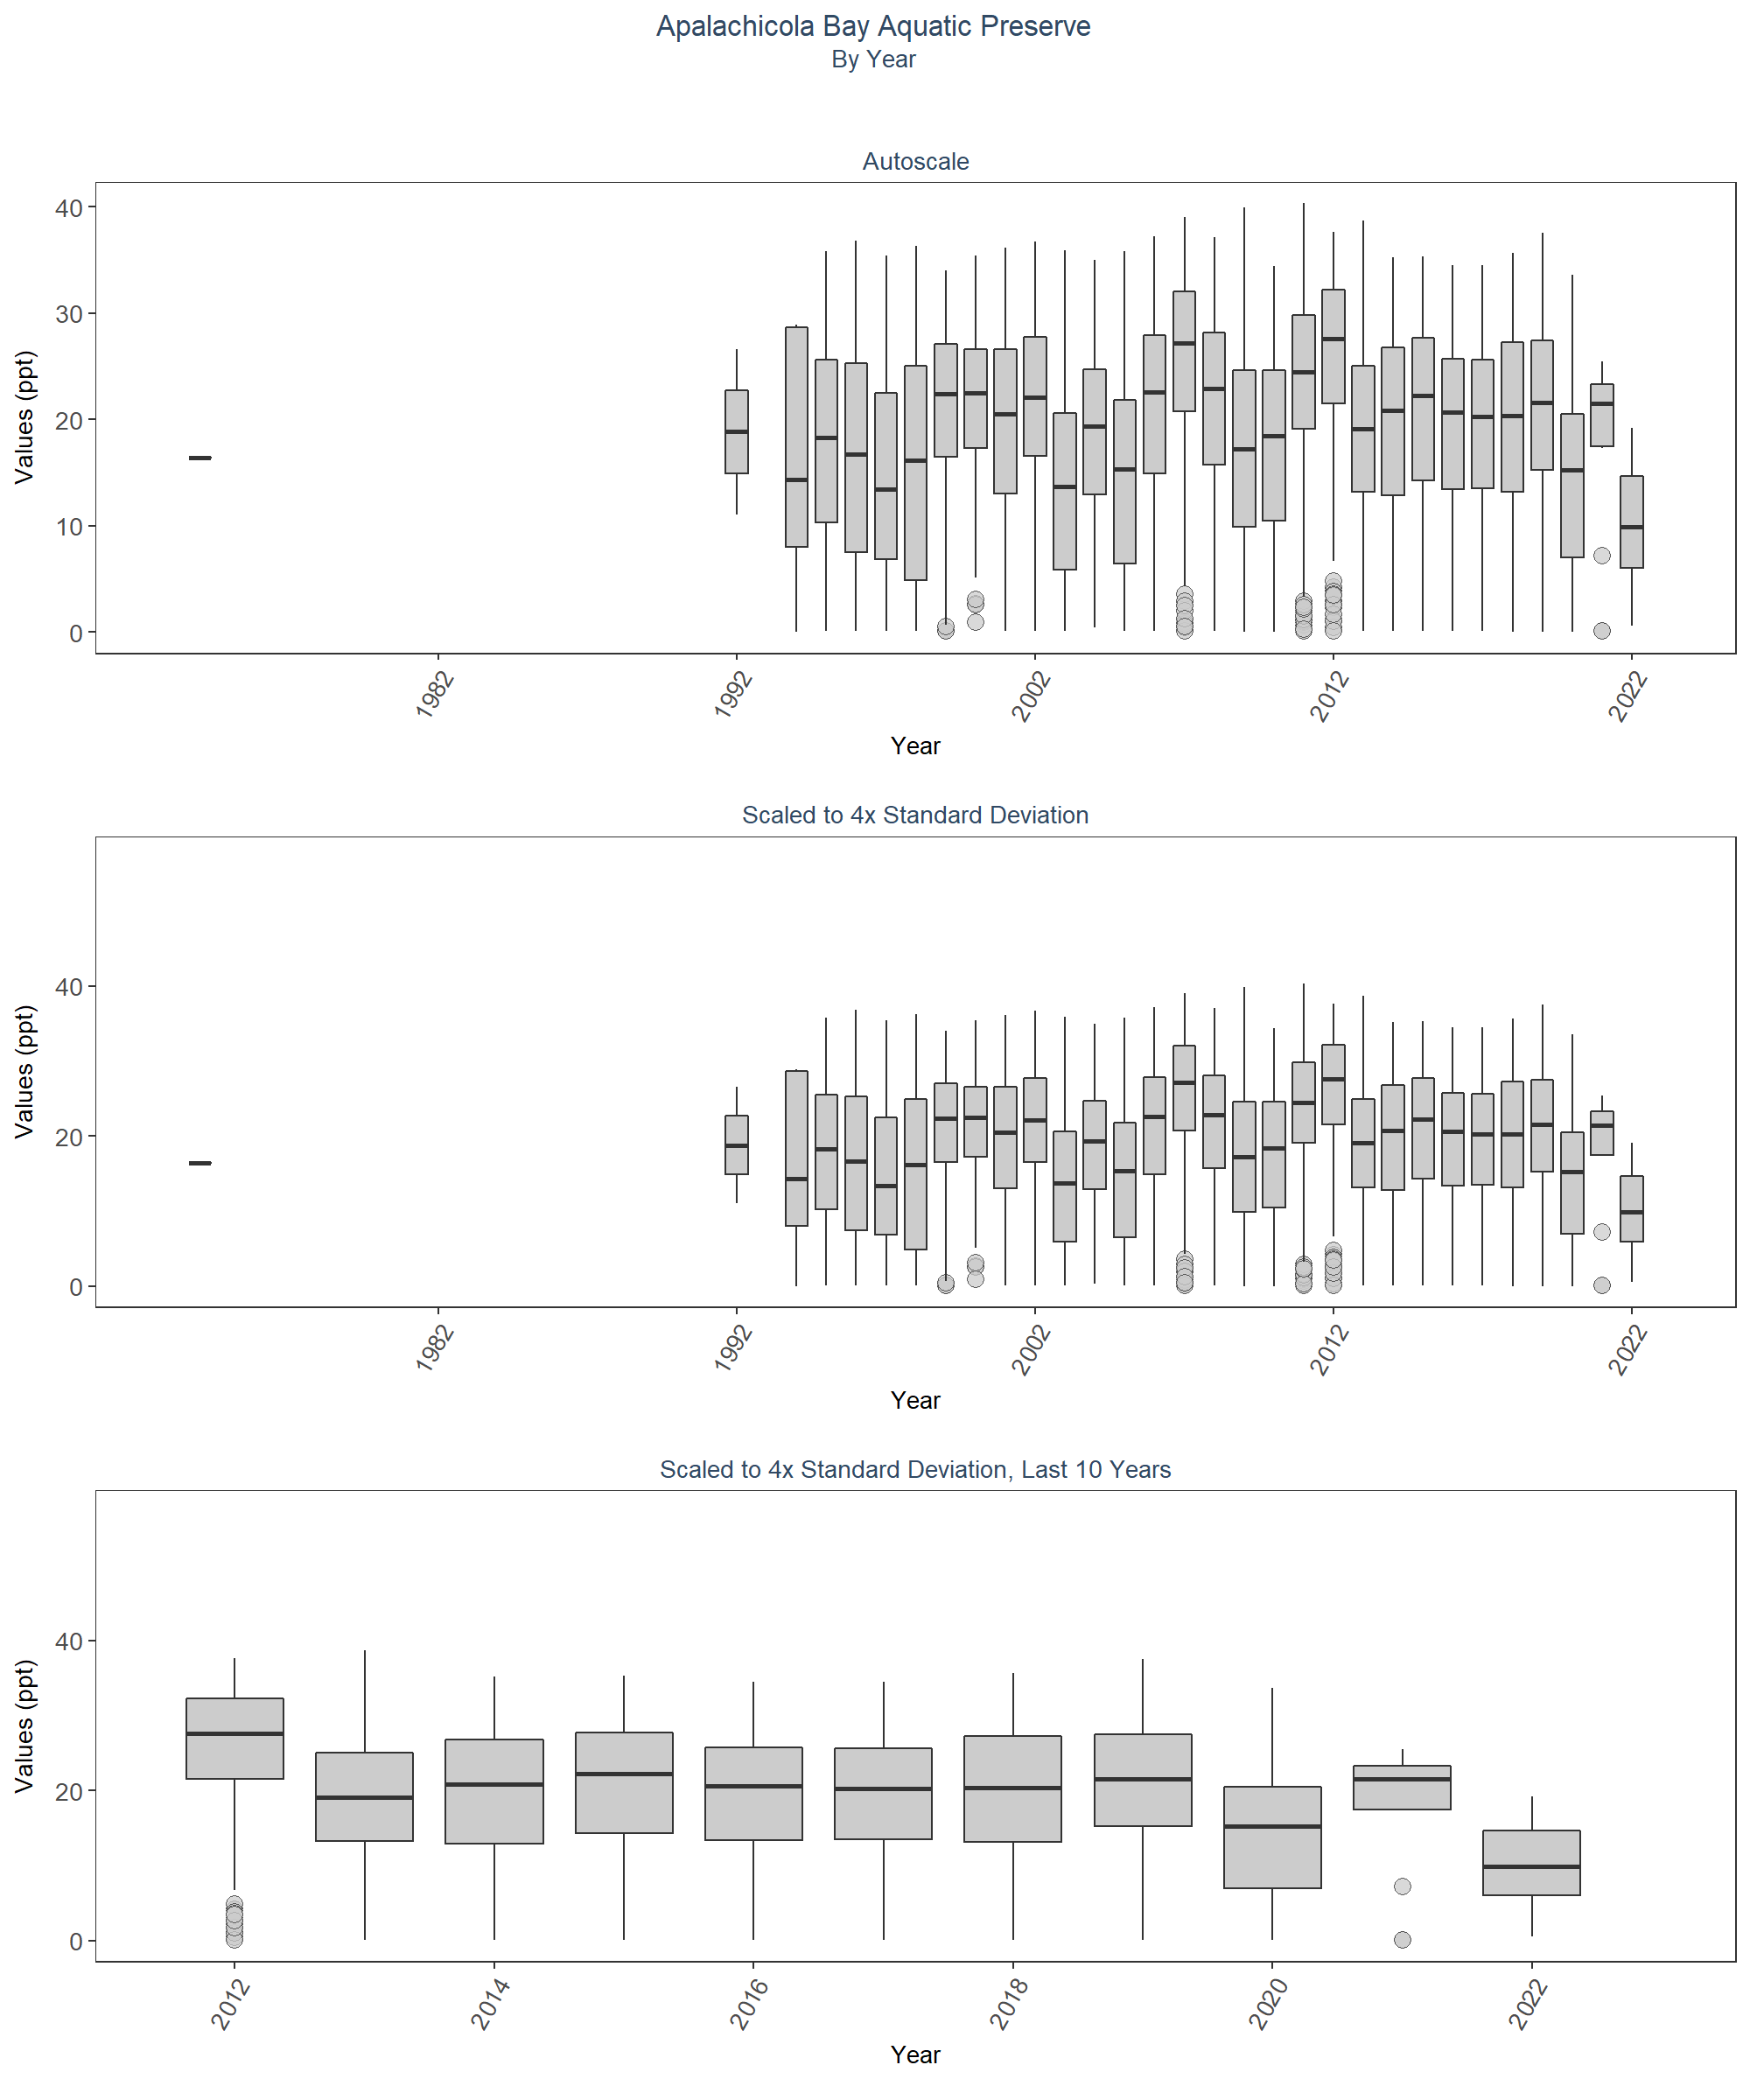 Apalachicola Bay Aquatic Preserve
By Year
Autoscale
Values (ppt)
40
30
20
10
0
1982
1992
2002
2012
2022
Year
Scaled to 4x Standard Deviation
Values (ppt)
40
20
0
1982
1992
2002
2012
2022
Year
Scaled to 4x Standard Deviation, Last 10 Years
Values (ppt)
40
20
0
2012
2014
2016
2018
2020
2022
Year